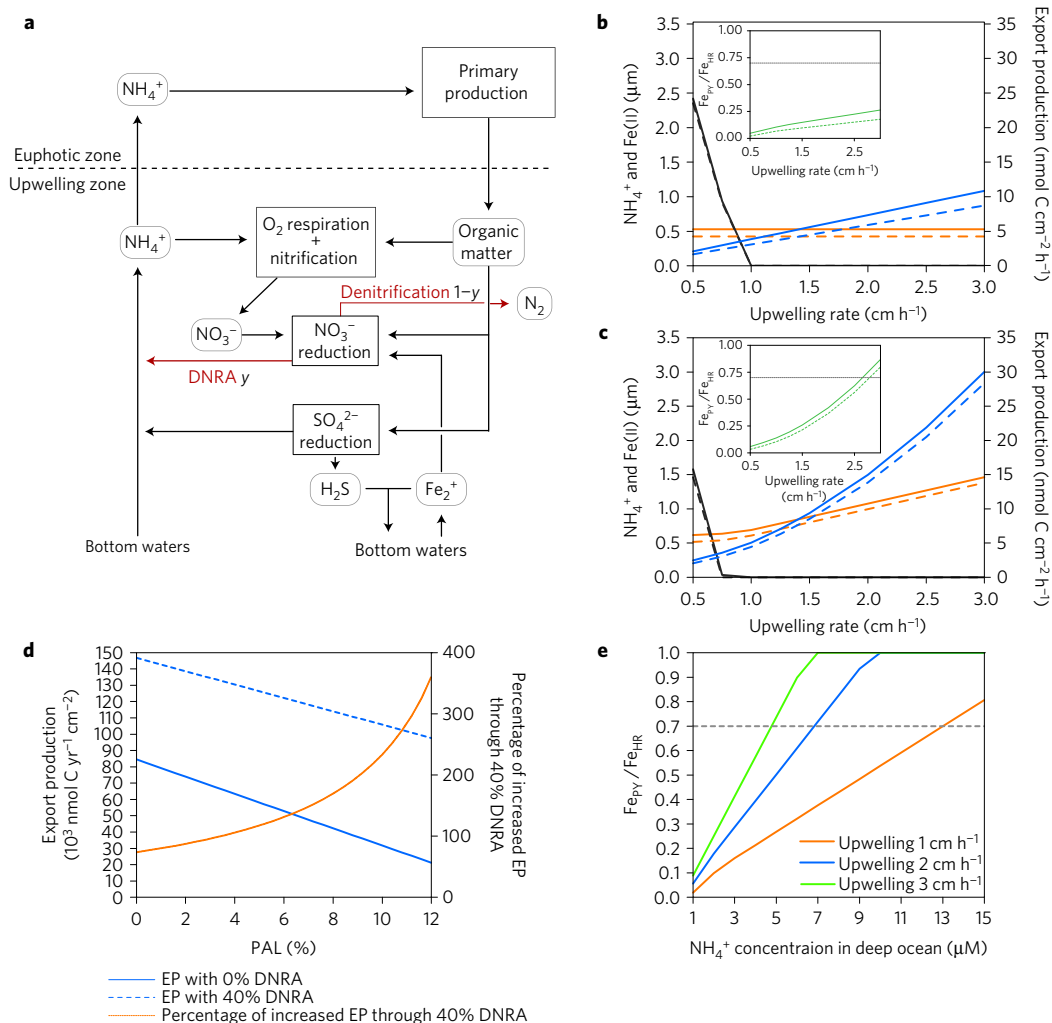 a
NH₄⁺
Primary
production
Euphotic zone
Upwelling zone
NH₄⁺
O₂ respiration
+
nitrification
Organic
matter
Denitrification 1−y
N₂
NO₃⁻
NO₃⁻
reduction
DNRA y
SO₄²⁻
reduction
H₂S
Fe₂⁺
Bottom waters
Bottom waters
b
NH₄⁺ and Fe(II) (μm)
3.5
3.0
2.5
2.0
1.5
1.0
0.5
0.0
0.5 1.0 1.5 2.0 2.5 3.0
Upwelling rate (cm h⁻¹)
35
30
25
20
15
10
5
0
Export production (nmol C cm⁻² h⁻¹)
Fe_PY/Fe_HR
1.00
0.75
0.50
0.25
0.00
0.5 1.5 2.5
Upwelling rate (cm h⁻¹)
c
NH₄⁺ and Fe(II) (μm)
3.5
3.0
2.5
2.0
1.5
1.0
0.5
0.0
0.5 1.0 1.5 2.0 2.5 3.0
Upwelling rate (cm h⁻¹)
35
30
25
20
15
10
5
0
Export production (nmol C cm⁻² h⁻¹)
Fe_PY/Fe_HR
1.00
0.75
0.50
0.25
0.00
0.5 1.5 2.5
Upwelling rate
(cm h⁻¹)
d
Export production
(10³ nmol C yr⁻¹ cm⁻²)
150
140
130
120
110
100
90
80
70
60
50
40
30
20
10
0
0 2 4 6 8 10 12
PAL (%)
400
300
200
100
0
Percentage of increased EP
through 40% DNRA
EP with 0% DNRA
EP with 40% DNRA
Percentage of increased EP through 40% DNRA
e
Fe_PY/Fe_HR
1.0
0.9
0.8
0.7
0.6
0.5
0.4
0.3
0.2
0.1
0.0
Upwelling 1 cm h⁻¹
Upwelling 2 cm h⁻¹
Upwelling 3 cm h⁻¹
1 3 5 7 9 11 13 15
NH₄⁺ concentraion in deep ocean (μM)